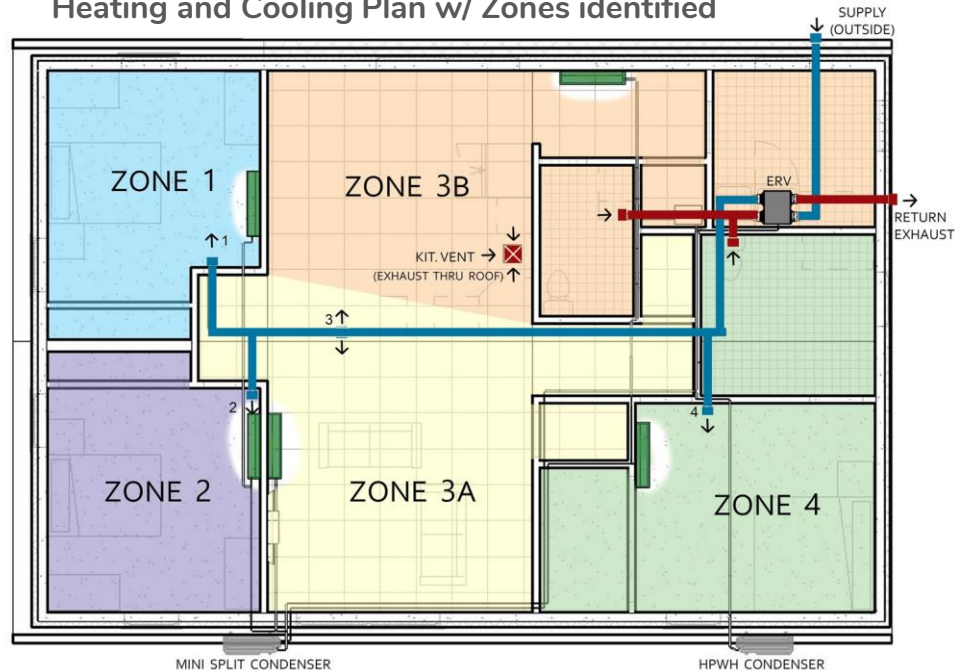 Heating and Cooling Plan w/ Zones identified
SUPPLY
(OUTSIDE)
ZONE 1
ZONE 3B
ERV
RETURN
EXHAUST
1
KIT. VENT
(EXHAUST THRU ROOF)
3
2
4
ZONE 2
ZONE 3A
ZONE 4
MINI SPLIT CONDENSER
HPWH CONDENSER